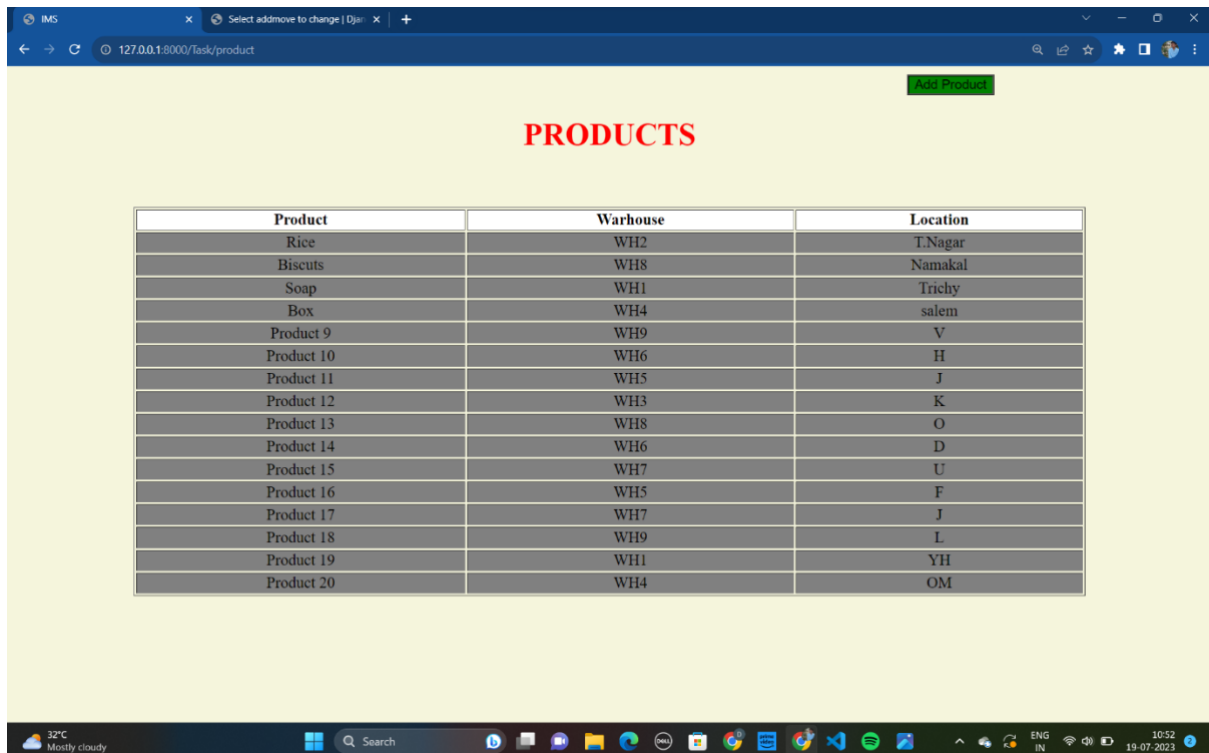 IMS
Select addmove to change | Djan
127.0.0.1:8000/Task/product
Add Product
PRODUCTS
Product Warhouse Location
Rice WH2 T.Nagar
Biscuts WH8 Namakal
Soap WH1 Trichy
Box WH4 salem
Product 9 WH9 V
Product 10 WH6 H
Product 11 WH5 J
Product 12 WH3 K
Product 13 WH8 O
Product 14 WH6 D
Product 15 WH7 U
Product 16 WH5 F
Product 17 WH7 J
Product 18 WH9 L
Product 19 WH1 YH
Product 20 WH4 OM
32°C
Mostly cloudy
Search
DELL
ENG
IN
10:52
19-07-2023
2